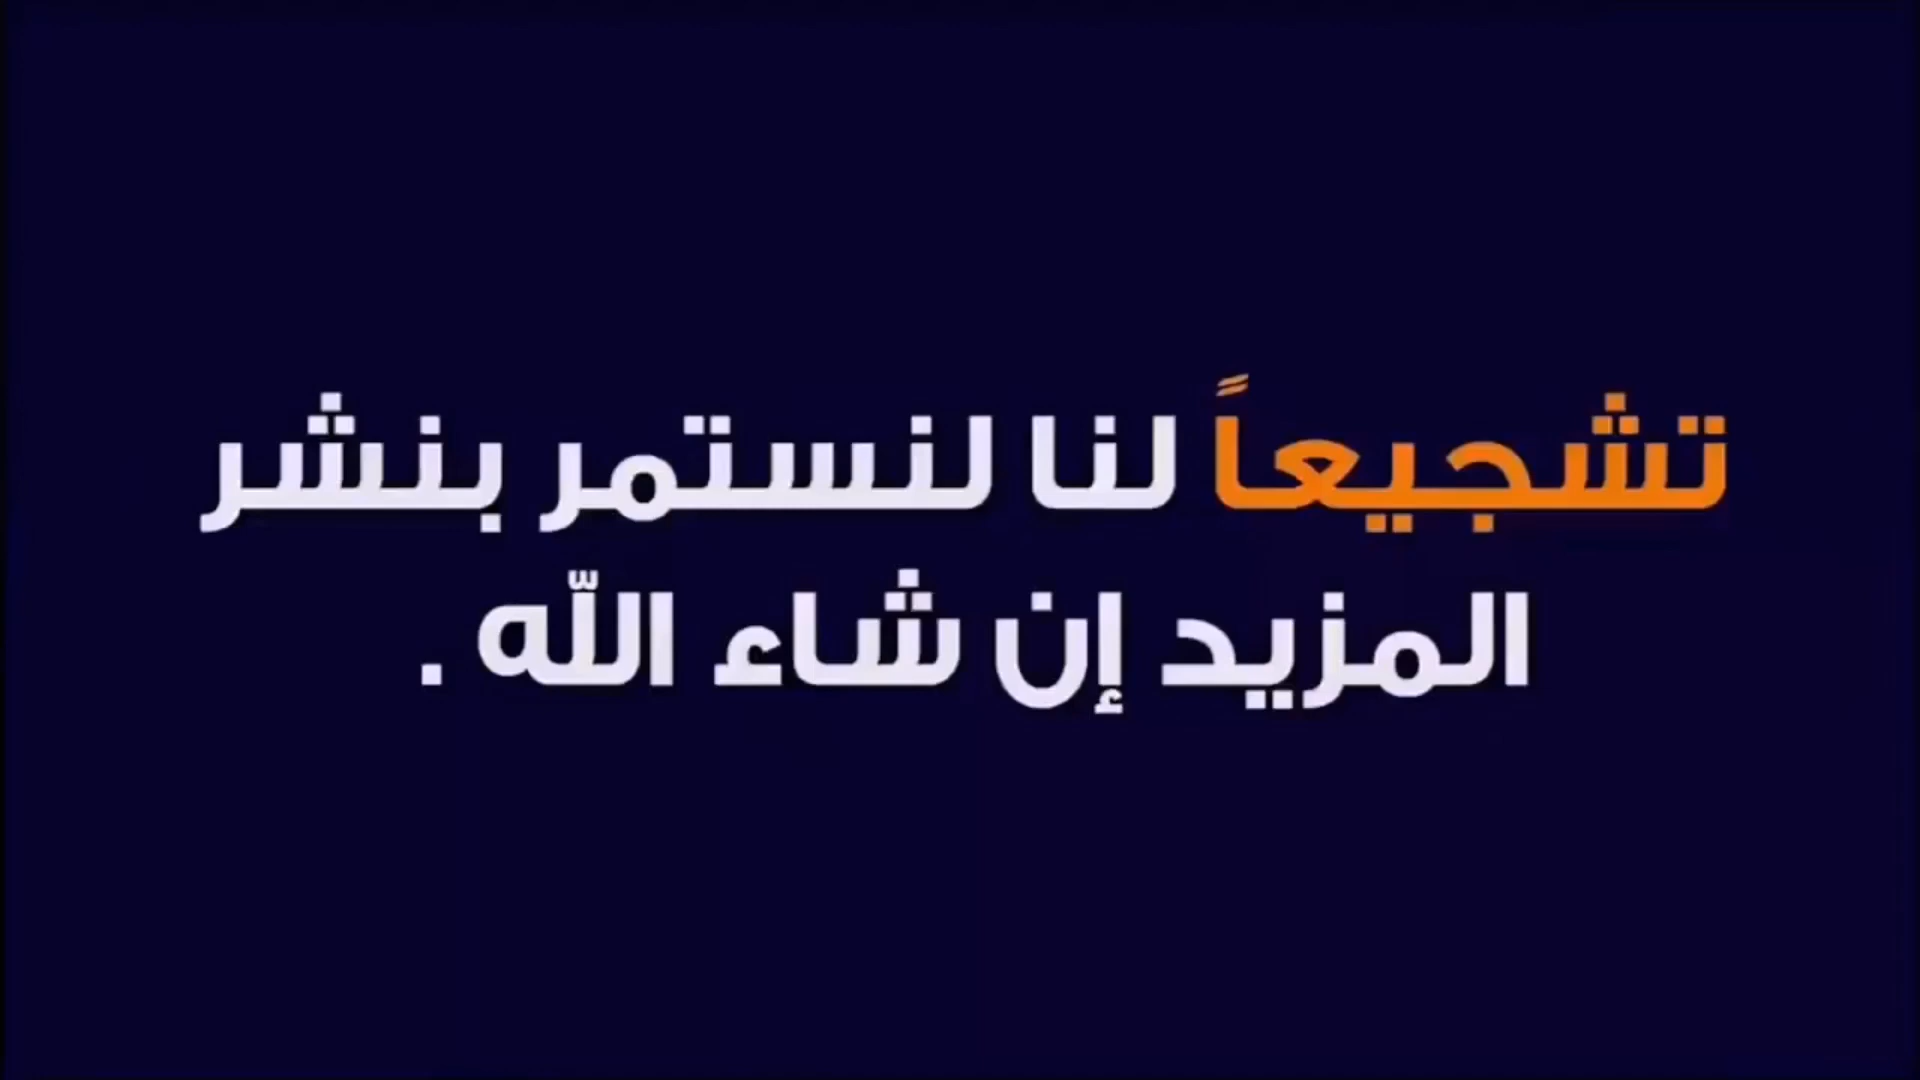 تشجيعاً لنا لنستمر بنشر
المزيد إن شاء اللّه .